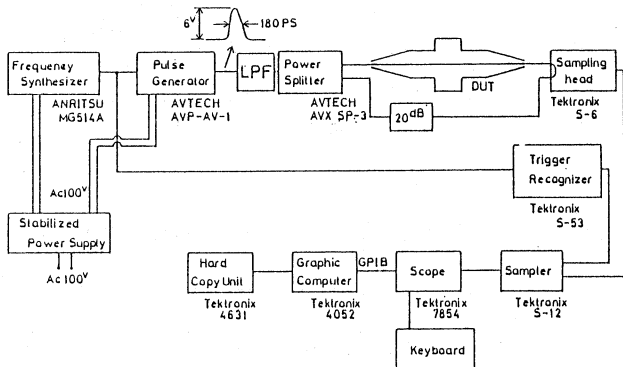 6V
180 PS
Frequency
Synthesizer
ANRITSU
MG514A
Pulse
Generator
AVTECH
AVP-AV-1
LPF
Power
Splitter
AVTECH
AVX SP-3
DUT
20dB
Sampling
head
Tektronix
S-6
Trigger
Recognizer
Tektronix
S-53
Ac100V
Stabilized
Power Supply
Ac100V
Hard
Copy Unit
Tektronix
4631
Graphic
Computer
Tektronix
4052
GPIB
Scope
Tektronix
7854
Sampler
Tektronix
S-12
Keyboard